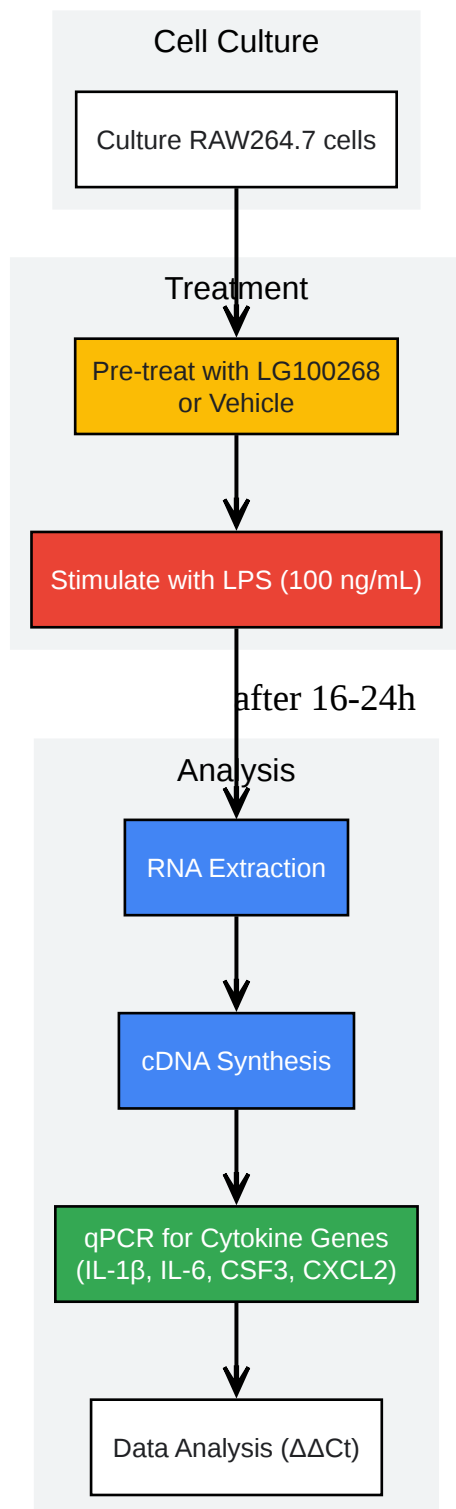 Cell Culture
Culture RAW264.7 cells
Treatment
Pre-treat with LG100268
or Vehicle
Stimulate with LPS (100 ng/mL)
after 16-24h
Analysis
RNA Extraction
cDNA Synthesis
qPCR for Cytokine Genes
(IL-1β, IL-6, CSF3, CXCL2)
Data Analysis (ΔΔCt)